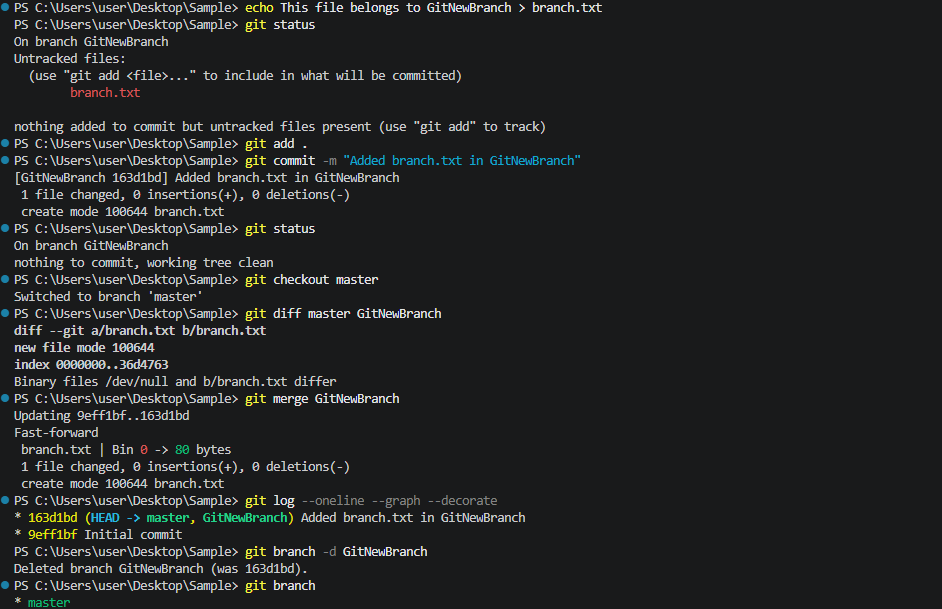 PS C:\Users\user\Desktop\Sample> echo This file belongs to GitNewBranch > branch.txt
PS C:\Users\user\Desktop\Sample> git status
On branch GitNewBranch
Untracked files:
  (use "git add <file>..." to include in what will be committed)
        branch.txt

nothing added to commit but untracked files present (use "git add" to track)
PS C:\Users\user\Desktop\Sample> git add .
PS C:\Users\user\Desktop\Sample> git commit -m "Added branch.txt in GitNewBranch"
[GitNewBranch 163d1bd] Added branch.txt in GitNewBranch
 1 file changed, 0 insertions(+), 0 deletions(-)
 create mode 100644 branch.txt
PS C:\Users\user\Desktop\Sample> git status
On branch GitNewBranch
nothing to commit, working tree clean
PS C:\Users\user\Desktop\Sample> git checkout master
Switched to branch 'master'
PS C:\Users\user\Desktop\Sample> git diff master GitNewBranch
diff --git a/branch.txt b/branch.txt
new file mode 100644
index 0000000..36d4763
Binary files /dev/null and b/branch.txt differ
PS C:\Users\user\Desktop\Sample> git merge GitNewBranch
Updating 9eff1bf..163d1bd
Fast-forward
 branch.txt | Bin 0 -> 80 bytes
 1 file changed, 0 insertions(+), 0 deletions(-)
 create mode 100644 branch.txt
PS C:\Users\user\Desktop\Sample> git log --oneline --graph --decorate
* 163d1bd (HEAD -> master, GitNewBranch) Added branch.txt in GitNewBranch
* 9eff1bf Initial commit
PS C:\Users\user\Desktop\Sample> git branch -d GitNewBranch
Deleted branch GitNewBranch (was 163d1bd).
PS C:\Users\user\Desktop\Sample> git branch
* master